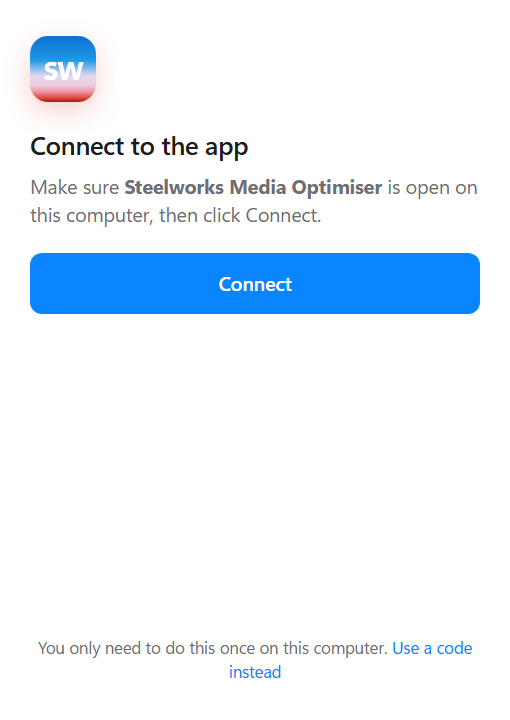 SW
Connect to the app
Make sure Steelworks Media Optimiser is open on
this computer, then click Connect.
Connect
You only need to do this once on this computer. Use a code
instead